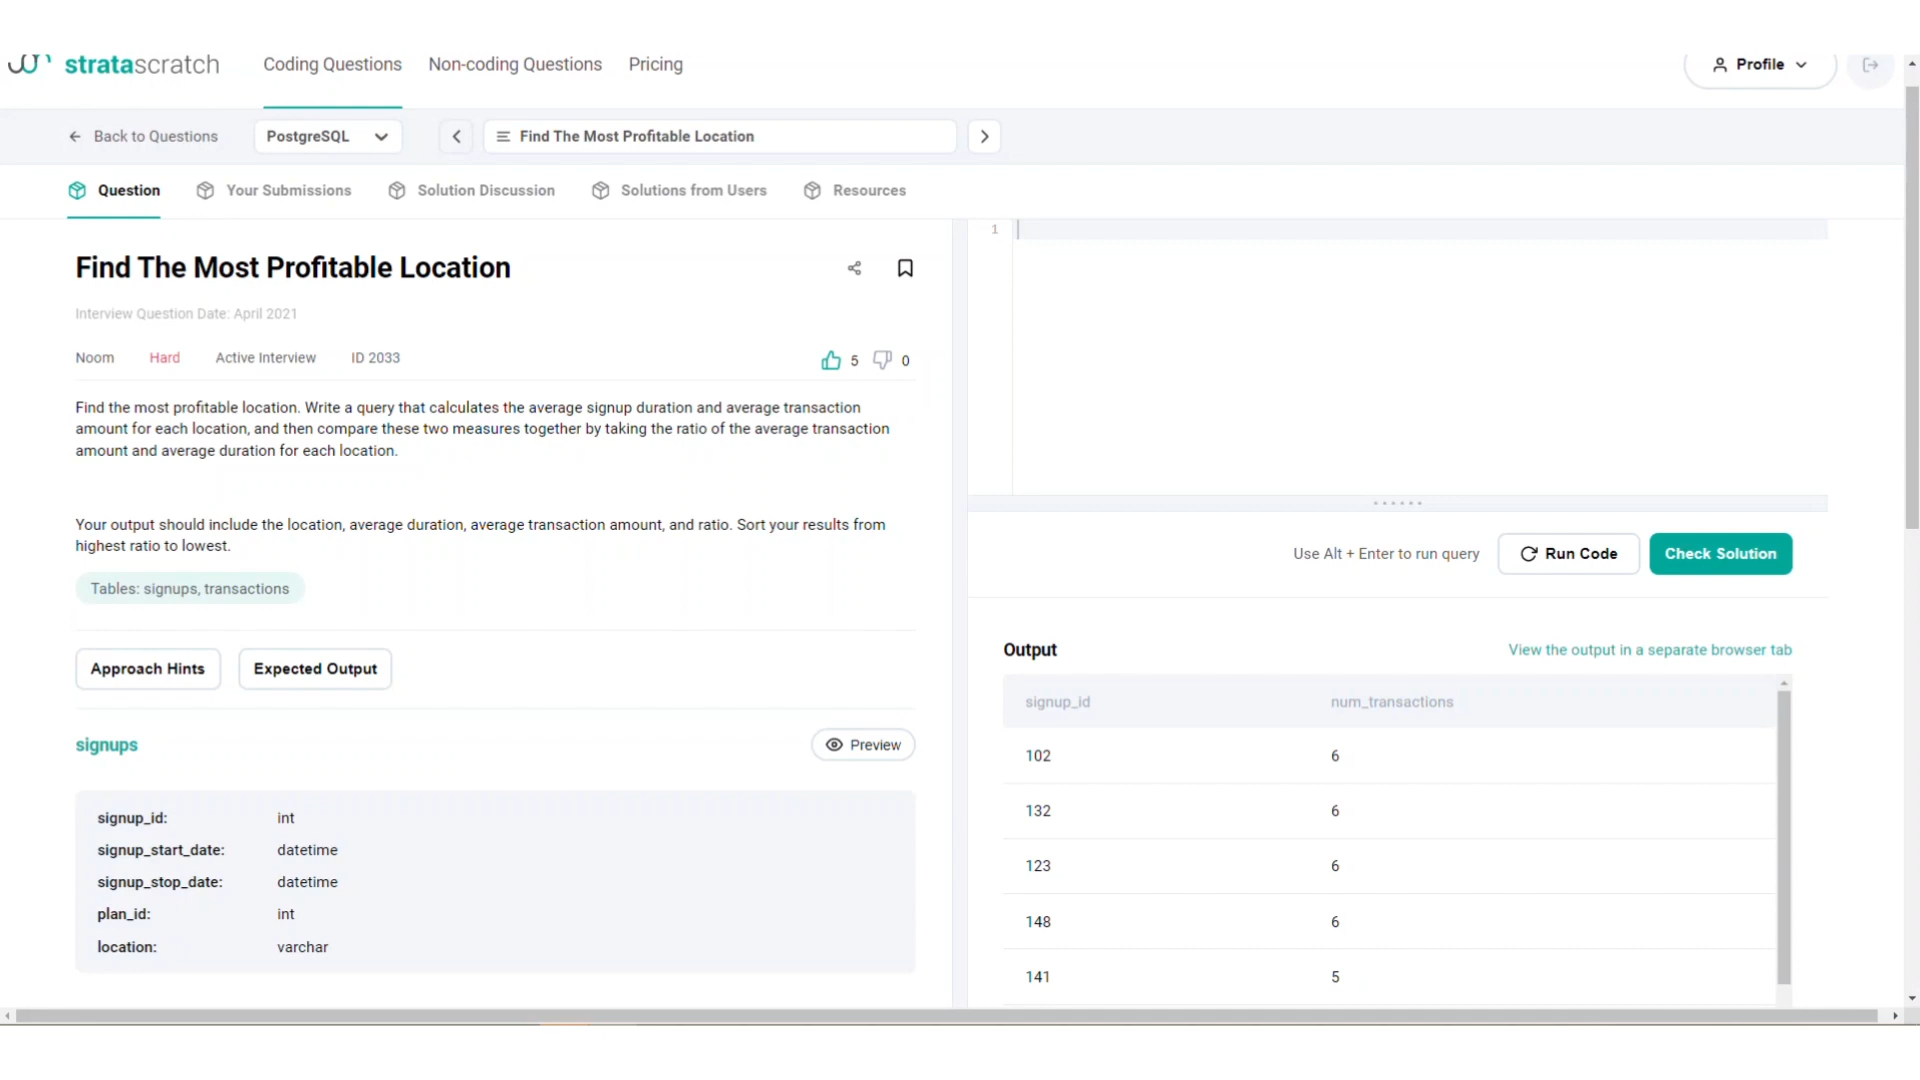 stratascratch
Coding Questions
Non-coding Questions
Pricing
Profile
Back to Questions
PostgreSQL
Find The Most Profitable Location
Question
Your Submissions
Solution Discussion
Solutions from Users
Resources
Find The Most Profitable Location
Interview Question Date: April 2021
Noom
Hard
Active Interview
ID 2033
5
0
Find the most profitable location. Write a query that calculates the average signup duration and average transaction
amount for each location, and then compare these two measures together by taking the ratio of the average transaction
amount and average duration for each location.
Your output should include the location, average duration, average transaction amount, and ratio. Sort your results from
highest ratio to lowest.
Tables: signups, transactions
Approach Hints
Expected Output
signups
Preview
signup_id: int
signup_start_date: datetime
signup_stop_date: datetime
plan_id: int
location: varchar
1
Use Alt + Enter to run query
Run Code
Check Solution
Output
View the output in a separate browser tab
signup_id num_transactions
102 6
132 6
123 6
148 6
141 5